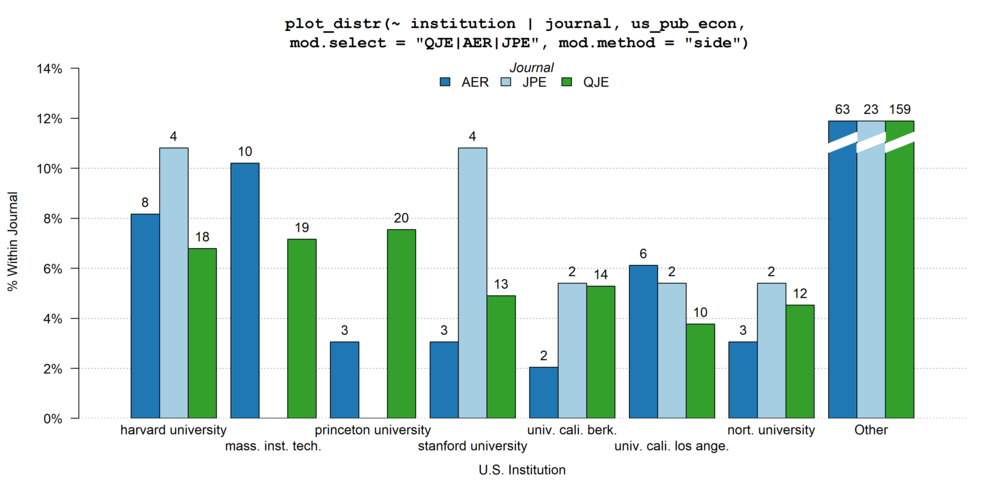 plot_distr(~ institution | journal, us_pub_econ,
mod.select = "QJE|AER|JPE", mod.method = "side")
Journal
AER JPE QJE
% Within Journal
14%
12%
10%
8%
6%
4%
2%
0%
8 4 18
10 19
3 20
3 4 13
2 2 14
6 2 10
3 2 12
63 23 159
harvard university
mass. inst. tech.
princeton university
stanford university
univ. cali. berk.
univ. cali. los ange.
nort. university
Other
U.S. Institution